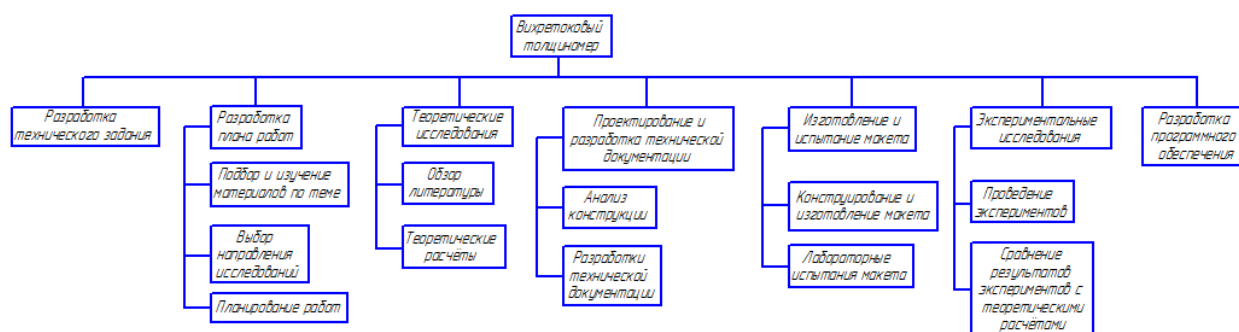 Вихретоковый
толщиномер
Разработка
технического задания
Разработка
плана работ
Подбор и изучение
материалов по теме
Выбор
направления
исследований
Планирование работ
Теоретические
исследования
Обзор
литературы
Теоретические
расчёты
Проектирование и
разработка технической
документации
Анализ
конструкции
Разработки
технической
документации
Изготовление и
испытание макета
Конструирование и
изготовление макета
Лабораторные
испытания макета
Экспериментальные
исследования
Проведение
экспериментов
Сравнение
результатов
экспериментов с
теоретическими
расчётами
Разработка
программного
обеспечения